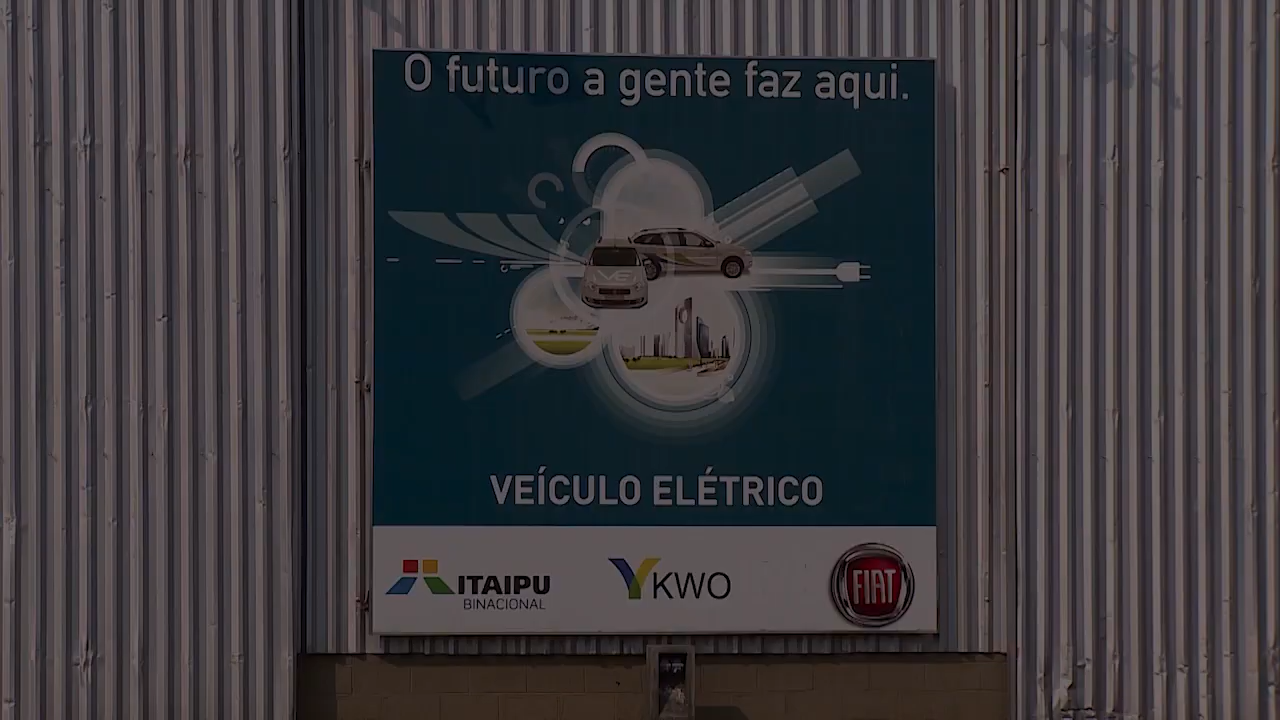 O futuro a gente faz aqui.
VE
VEÍCULO ELÉTRICO
ITAIPU
BINACIONAL
KWO
FIAT